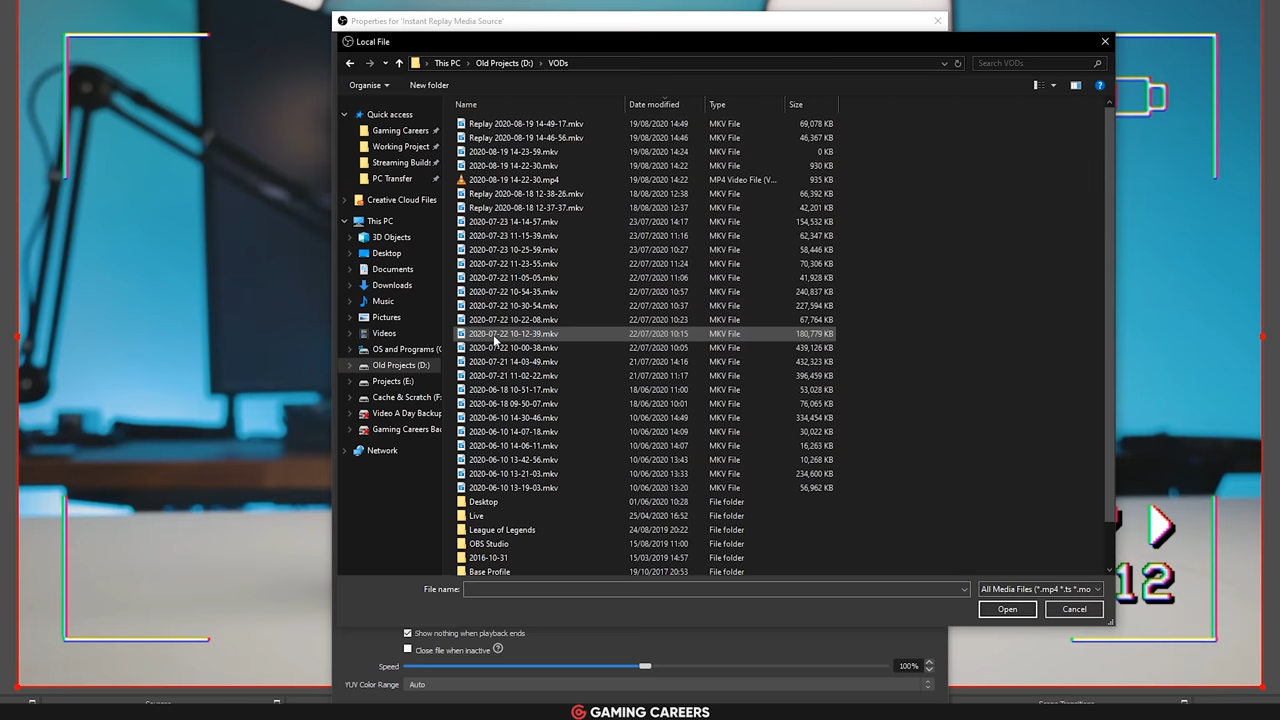 Properties for 'Instant Replay Media Source'
Local File
This PC > Old Projects (D:) > VODs
Search VODs
Organise
New folder
Name Date modified Type Size
Quick access
Gaming Careers
Working Project
Streaming Builds
PC Transfer
Creative Cloud Files
This PC
3D Objects
Desktop
Documents
Downloads
Music
Pictures
Videos
OS and Programs (
Old Projects (D:)
Projects (E:)
Cache & Scratch (F:
Video A Day Backup
Gaming Careers Bac
Network
Replay 2020-08-19 14-49-17.mkv 19/08/2020 14:49 MKV File 69,078 KB
Replay 2020-08-19 14-46-56.mkv 19/08/2020 14:46 MKV File 46,367 KB
2020-08-19 14-23-59.mkv 19/08/2020 14:24 MKV File 0 KB
2020-08-19 14-22-30.mkv 19/08/2020 14:22 MKV File 930 KB
2020-08-19 14-22-30.mp4 19/08/2020 14:22 MP4 Video File (V... 935 KB
Replay 2020-08-18 12-38-26.mkv 18/08/2020 12:38 MKV File 66,392 KB
Replay 2020-08-18 12-37-37.mkv 18/08/2020 12:37 MKV File 42,201 KB
2020-07-23 14-14-57.mkv 23/07/2020 14:17 MKV File 154,532 KB
2020-07-23 11-15-39.mkv 23/07/2020 11:16 MKV File 62,347 KB
2020-07-23 10-25-59.mkv 23/07/2020 10:27 MKV File 58,446 KB
2020-07-22 11-23-55.mkv 22/07/2020 11:24 MKV File 70,306 KB
2020-07-22 11-05-05.mkv 22/07/2020 11:06 MKV File 41,928 KB
2020-07-22 10-54-35.mkv 22/07/2020 10:57 MKV File 240,837 KB
2020-07-22 10-30-54.mkv 22/07/2020 10:37 MKV File 227,594 KB
2020-07-22 10-22-08.mkv 22/07/2020 10:23 MKV File 67,764 KB
2020-07-22 10-12-39.mkv 22/07/2020 10:15 MKV File 180,779 KB
2020-07-22 10-00-38.mkv 22/07/2020 10:05 MKV File 439,126 KB
2020-07-21 14-03-49.mkv 21/07/2020 14:16 MKV File 432,323 KB
2020-07-21 11-02-22.mkv 21/07/2020 11:17 MKV File 396,459 KB
2020-06-18 10-51-17.mkv 18/06/2020 11:00 MKV File 53,028 KB
2020-06-18 09-50-07.mkv 18/06/2020 10:01 MKV File 76,065 KB
2020-06-10 14-30-46.mkv 10/06/2020 14:49 MKV File 334,454 KB
2020-06-10 14-07-18.mkv 10/06/2020 14:09 MKV File 30,022 KB
2020-06-10 14-06-11.mkv 10/06/2020 14:07 MKV File 16,263 KB
2020-06-10 13-42-56.mkv 10/06/2020 13:43 MKV File 10,268 KB
2020-06-10 13-21-03.mkv 10/06/2020 13:33 MKV File 234,600 KB
2020-06-10 13-19-03.mkv 10/06/2020 13:20 MKV File 56,962 KB
Desktop 01/06/2020 10:28 File folder
Live 25/04/2020 16:52 File folder
League of Legends 24/08/2019 20:22 File folder
OBS Studio 15/08/2019 11:00 File folder
2016-10-31 15/03/2019 14:57 File folder
Base Profile 19/10/2017 20:53 File folder
File name:
All Media Files (*.mp4 *.ts *.mo
Open
Cancel
Show nothing when playback ends
Close file when inactive
Speed 100%
YUV Color Range Auto
12
GAMING CAREERS